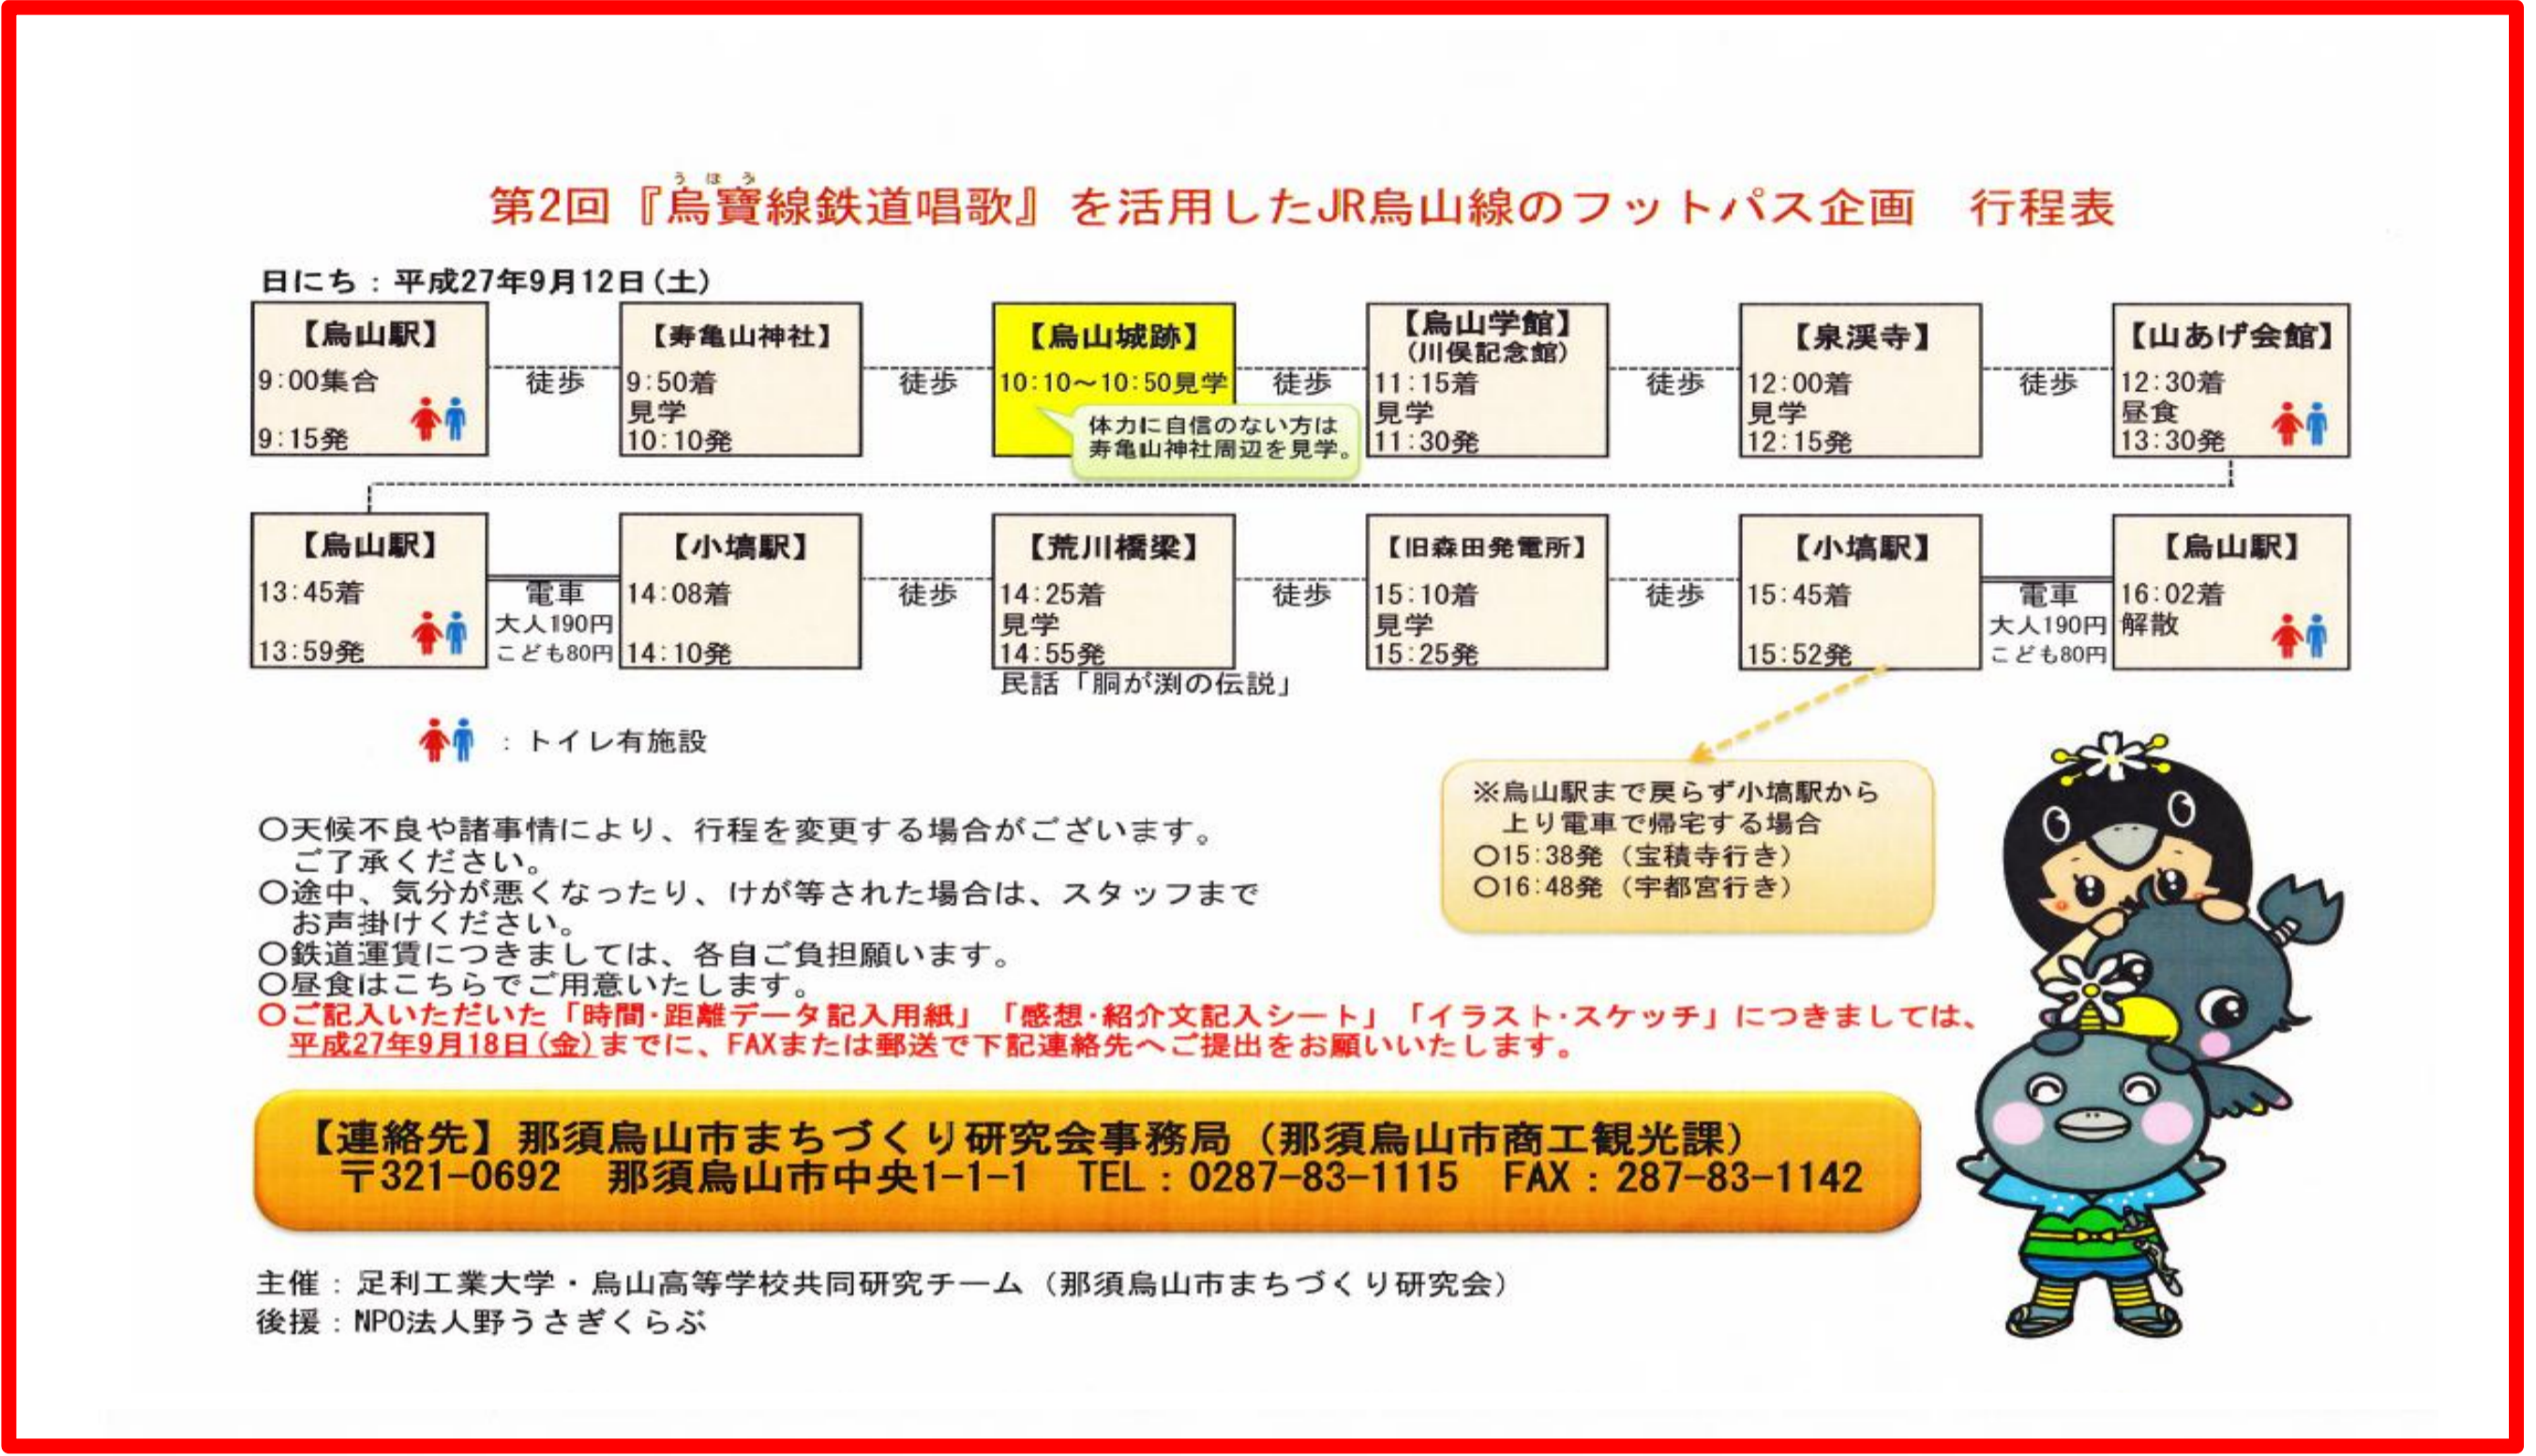 うほう
第2回『烏寶線鉄道唱歌』を活用したJR烏山線のフットパス企画　行程表
日にち：平成27年9月12日(土)
【烏山駅】
9:00集合
9:15発
徒歩
【寿亀山神社】
9:50着
見学
10:10発
徒歩
【烏山城跡】
10:10～10:50見学
体力に自信のない方は
寿亀山神社周辺を見学。
徒歩
【烏山学館】
(川俣記念館)
11:15着
見学
11:30発
徒歩
【泉渓寺】
12:00着
見学
12:15発
徒歩
【山あげ会館】
12:30着
昼食
13:30発
【烏山駅】
13:45着
13:59発
電車
大人190円
こども80円
【小塙駅】
14:08着
14:10発
徒歩
【荒川橋梁】
14:25着
見学
14:55発
民話「胴が渕の伝説」
徒歩
【旧森田発電所】
15:10着
見学
15:25発
徒歩
【小塙駅】
15:45着
15:52発
電車
大人190円
こども80円
【烏山駅】
16:02着
解散
：トイレ有施設
※烏山駅まで戻らず小塙駅から
上り電車で帰宅する場合
○15:38発（宝積寺行き）
○16:48発（宇都宮行き）
○天候不良や諸事情により、行程を変更する場合がございます。
ご了承ください。
○途中、気分が悪くなったり、けが等された場合は、スタッフまで
お声掛けください。
○鉄道運賃につきましては、各自ご負担願います。
○昼食はこちらでご用意いたします。
○ご記入いただいた「時間･距離データ記入用紙」「感想･紹介文記入シート」「イラスト･スケッチ」につきましては、
平成27年9月18日(金)までに、FAXまたは郵送で下記連絡先へご提出をお願いいたします。
【連絡先】那須烏山市まちづくり研究会事務局（那須烏山市商工観光課）
〒321-0692　那須烏山市中央1-1-1　TEL：0287-83-1115　FAX：287-83-1142
主催：足利工業大学・烏山高等学校共同研究チーム（那須烏山市まちづくり研究会）
後援：NPO法人野うさぎくらぶ